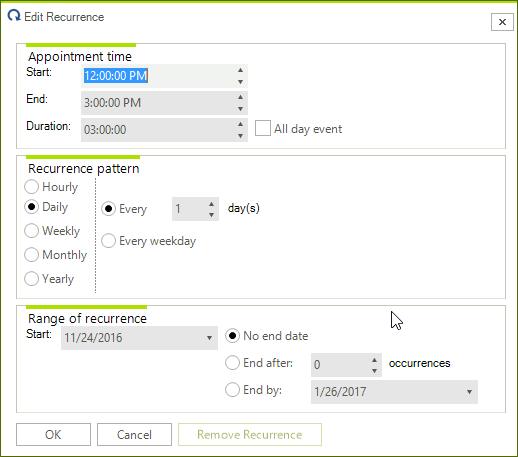 Edit Recurrence
Appointment time
Start: 12:00:00 PM
End: 3:00:00 PM
Duration: 03:00:00 All day event
Recurrence pattern
Hourly
Daily Every 1 day(s)
Weekly
Every weekday
Monthly
Yearly
Range of recurrence
Start: 11/24/2016 No end date
End after: 0 occurrences
End by: 1/26/2017
OK Cancel Remove Recurrence